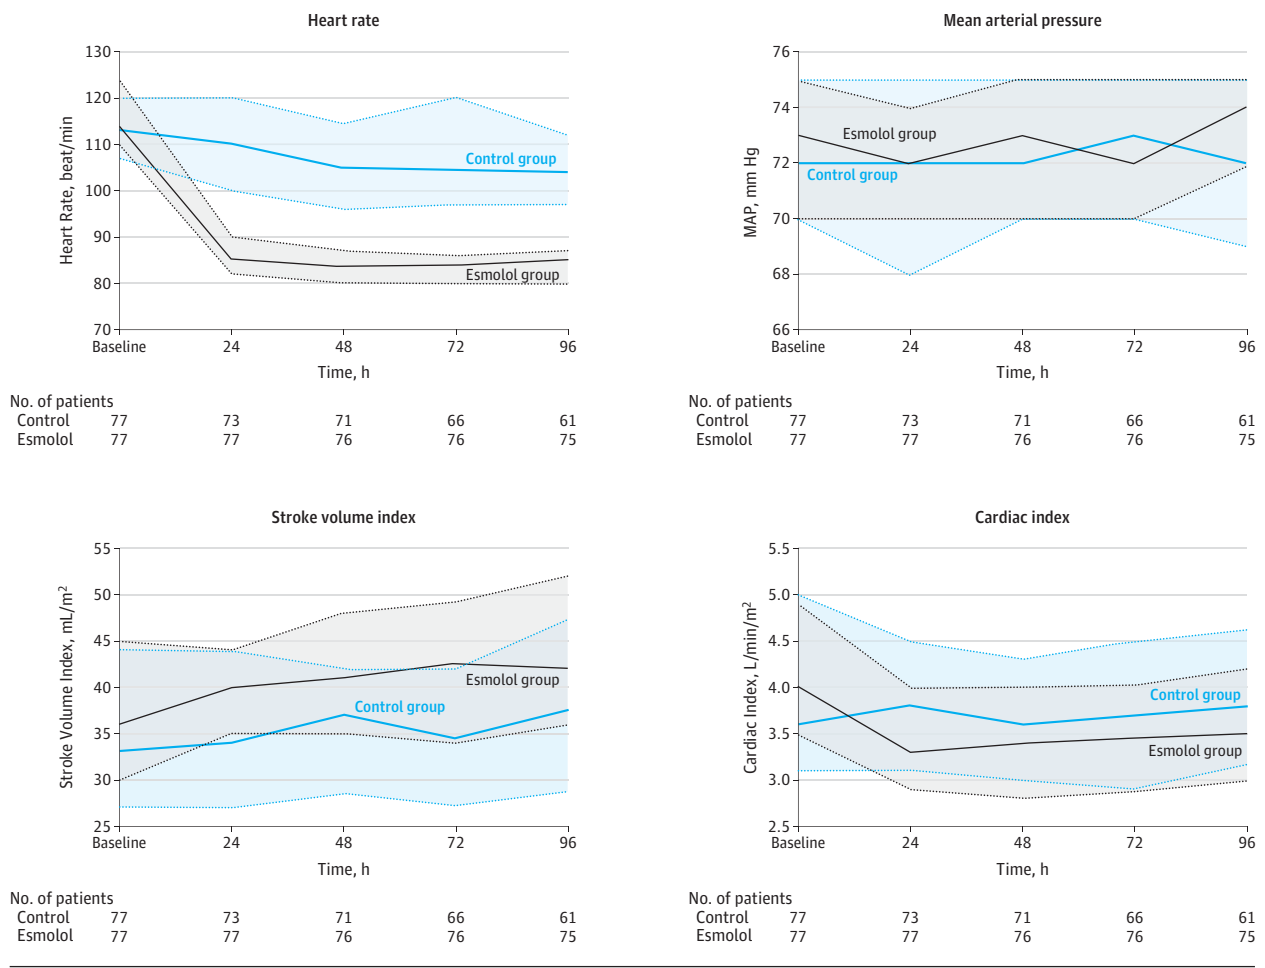 Heart rate
Heart Rate, beat/min
130
120
110
100
90
80
70
Control group
Esmolol group
Baseline 24 48 72 96
Time, h
No. of patients
Control 77 73 71 66 61
Esmolol 77 77 76 76 75
Mean arterial pressure
MAP, mm Hg
76
74
72
70
68
66
Esmolol group
Control group
Baseline 24 48 72 96
Time, h
No. of patients
Control 77 73 71 66 61
Esmolol 77 77 76 76 75
Stroke volume index
Stroke Volume Index, mL/m²
55
50
45
40
35
30
25
Esmolol group
Control group
Baseline 24 48 72 96
Time, h
No. of patients
Control 77 73 71 66 61
Esmolol 77 77 76 76 75
Cardiac index
Cardiac Index, L/min/m²
5.5
5.0
4.5
4.0
3.5
3.0
2.5
Control group
Esmolol group
Baseline 24 48 72 96
Time, h
No. of patients
Control 77 73 71 66 61
Esmolol 77 77 76 76 75